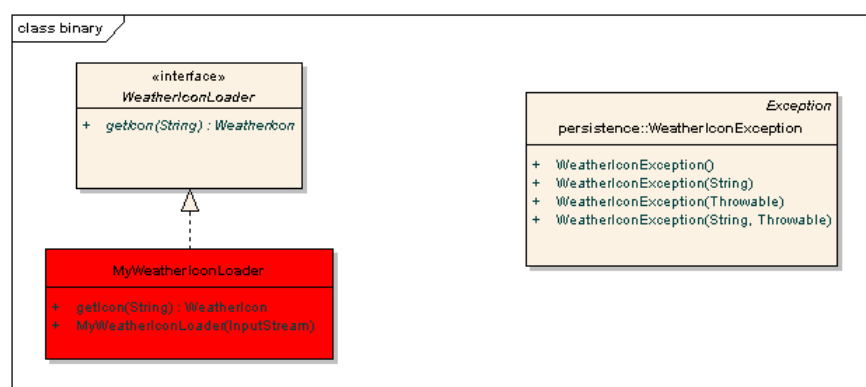 class binary
«interface»
WeatherIconLoader
+ getIcon(String) : WeatherIcon
MyWeatherIconLoader
+ getIcon(String) : WeatherIcon
+ MyWeatherIconLoader(InputStream)
Exception
persistence::WeatherIconException
+ WeatherIconException()
+ WeatherIconException(String)
+ WeatherIconException(Throwable)
+ WeatherIconException(String, Throwable)